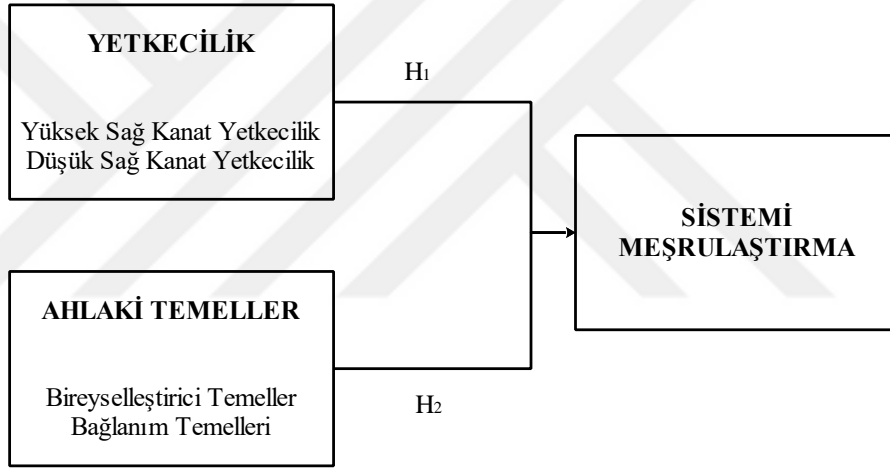 YETKECİLİK
Yüksek Sağ Kanat Yetkecilik
Düşük Sağ Kanat Yetkecilik
H1
SİSTEMİ
MEŞRULAŞTIRMA
AHLAKİ TEMELLER
Bireyselleştirici Temeller
Bağlanım Temelleri
H2